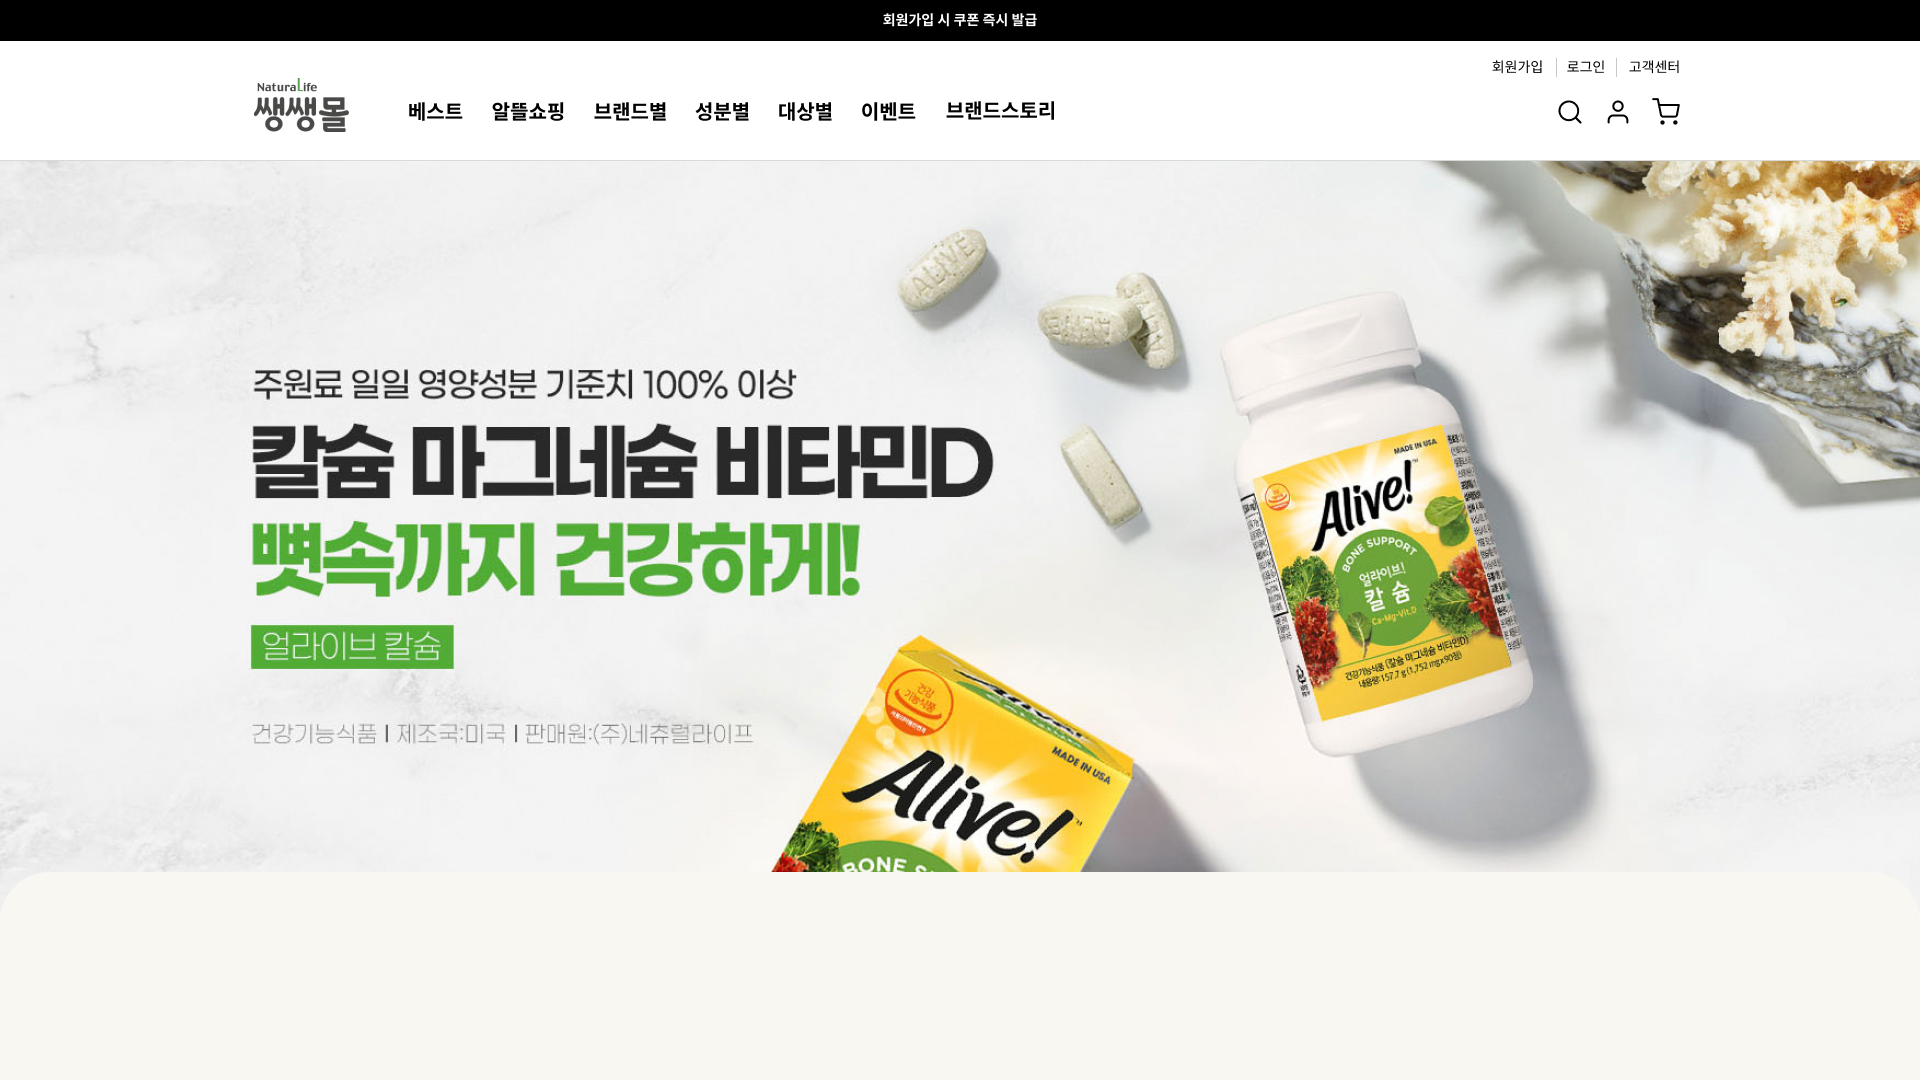 회원가입 시 쿠폰 즉시 발급
회원가입
로그인
고객센터
NaturaLife
쌩쌩몰
베스트
알뜰쇼핑
브랜드별
성분별
대상별
이벤트
브랜드스토리
주원료 일일 영양성분 기준치 100% 이상
칼슘 마그네슘 비타민D
뼛속까지 건강하게!
얼라이브 칼슘
건강기능식품 | 제조국:미국 | 판매원:(주)네츄럴라이프
ALIVE
MADE IN USA
Alive!™
BONE SUPPORT
얼라이브!
칼슘
Ca-Mg-Vit.D
건강기능식품 (칼슘 마그네슘 비타민D)
내용량:157.7 g (1,752 mg×90정)
건강
기능식품
MADE IN USA
Alive!™
BONE